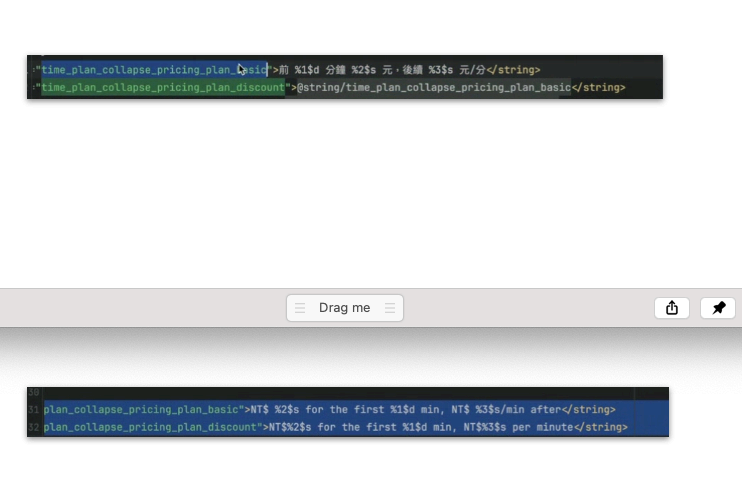 "time_plan_collapse_pricing_plan_basic">前 %1$d 分鐘 %2$s 元，後續 %3$s 元/分</string>
"time_plan_collapse_pricing_plan_discount">@string/time_plan_collapse_pricing_plan_basic</string>
Drag me
30
31 plan_collapse_pricing_plan_basic">NT$ %2$s for the first %1$d min, NT$ %3$s/min after</string>
32 plan_collapse_pricing_plan_discount">NT$%2$s for the first %1$d min, NT$%3$s per minute</string>